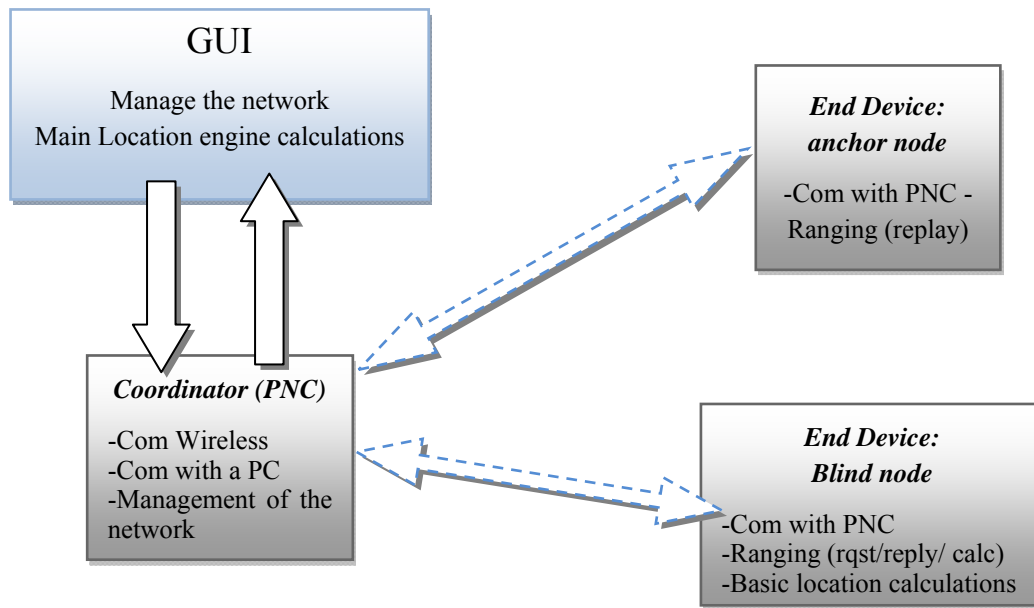 GUI
Manage the network
Main Location engine calculations
End Device:
anchor node
-Com with PNC -
Ranging (replay)
Coordinator (PNC)
-Com Wireless
-Com with a PC
-Management of the
network
End Device:
Blind node
-Com with PNC
-Ranging (rqst/reply/ calc)
-Basic location calculations